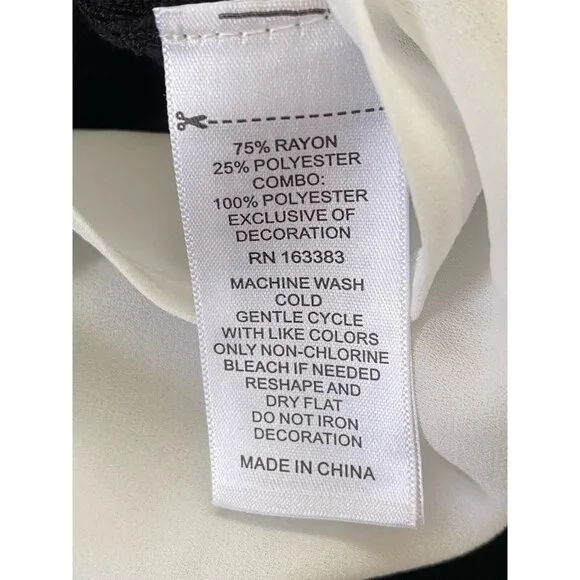 75% RAYON
25% POLYESTER
COMBO:
100% POLYESTER
EXCLUSIVE OF
DECORATION
RN 163383
MACHINE WASH
COLD
GENTLE CYCLE
WITH LIKE COLORS
ONLY NON-CHLORINE
BLEACH IF NEEDED
RESHAPE AND
DRY FLAT
DO NOT IRON
DECORATION
MADE IN CHINA